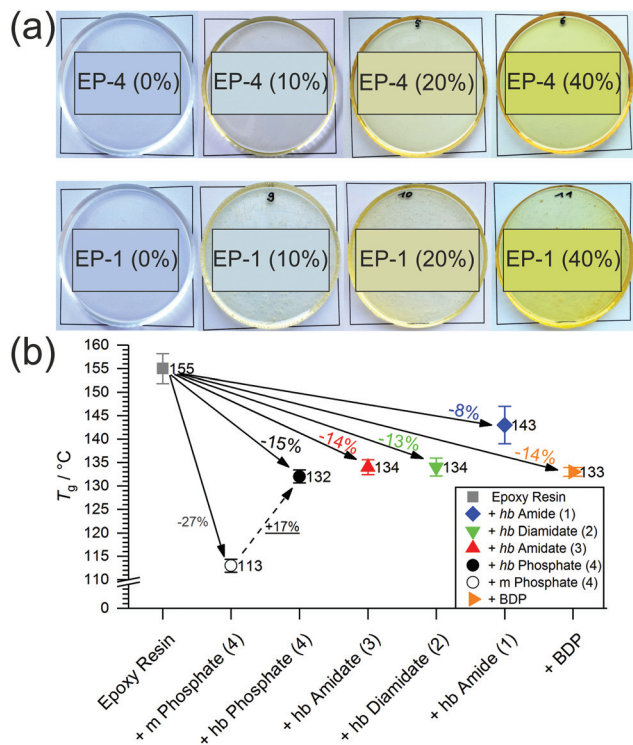 (a)
5
6
EP-4 (0%)
EP-4 (10%)
EP-4 (20%)
EP-4 (40%)
9
10
11
EP-1 (0%)
EP-1 (10%)
EP-1 (20%)
EP-1 (40%)
(b)
160
155
150
145
140
135
130
125
120
115
110
0
Tg / °C
155
113
132
134
134
143
133
-27%
+17%
-15%
-14%
-13%
-8%
-14%
Epoxy Resin
+ hb Amide (1)
+ hb Diamidate (2)
+ hb Amidate (3)
+ hb Phosphate (4)
+ m Phosphate (4)
+ BDP
Epoxy Resin
+ m Phosphate (4)
+ hb Phosphate (4)
+ hb Amidate (3)
+ hb Diamidate (2)
+ hb Amide (1)
+ BDP